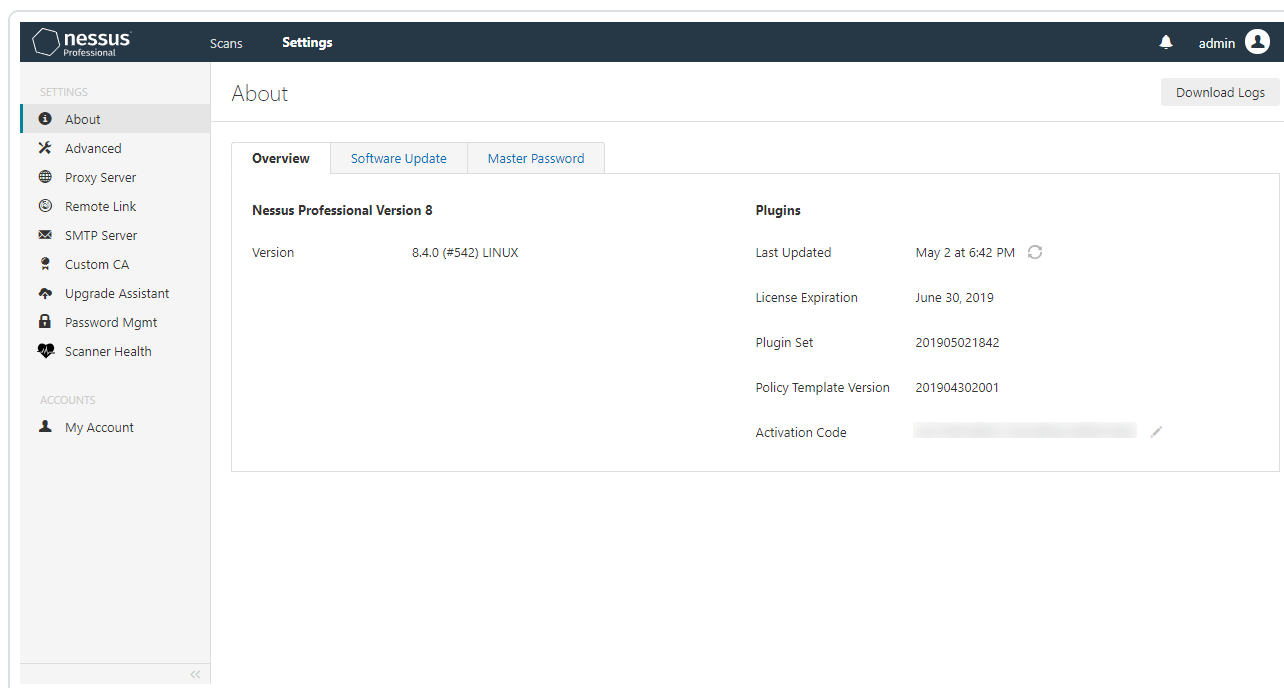 nessus
Professional
Scans
Settings
admin
SETTINGS
About
Advanced
Proxy Server
Remote Link
SMTP Server
Custom CA
Upgrade Assistant
Password Mgmt
Scanner Health
ACCOUNTS
My Account
About
Download Logs
Overview
Software Update
Master Password
Nessus Professional Version 8
Version 8.4.0 (#542) LINUX
Plugins
Last Updated May 2 at 6:42 PM
License Expiration June 30, 2019
Plugin Set 201905021842
Policy Template Version 201904302001
Activation Code